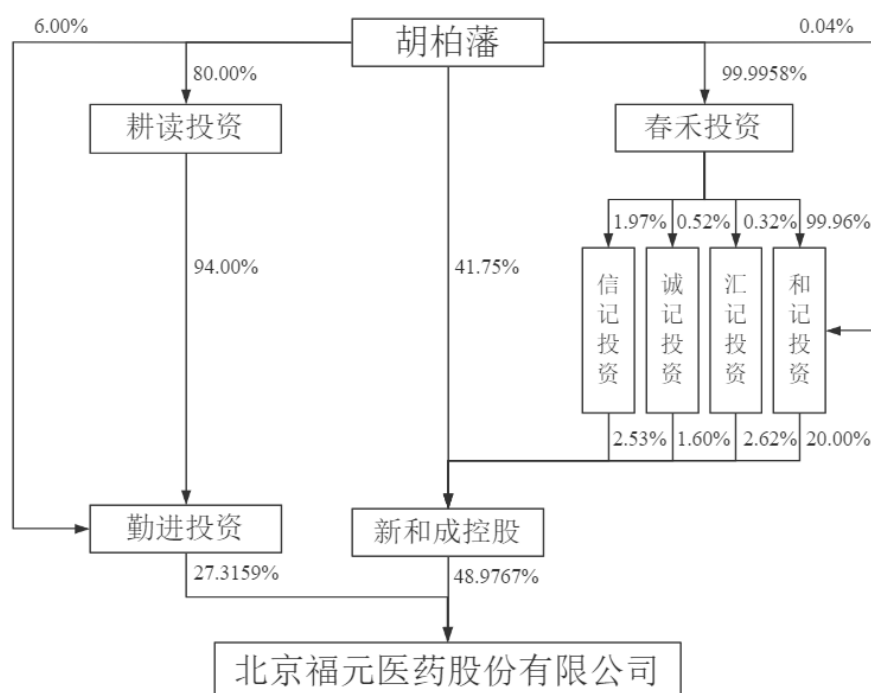 6.00%
胡柏藩
0.04%
80.00%
99.9958%
耕读投资
春禾投资
1.97%
0.52%
0.32%
99.96%
94.00%
41.75%
信记投资
诚记投资
汇记投资
和记投资
2.53%
1.60%
2.62%
20.00%
勤进投资
新和成控股
27.3159%
48.9767%
北京福元医药股份有限公司